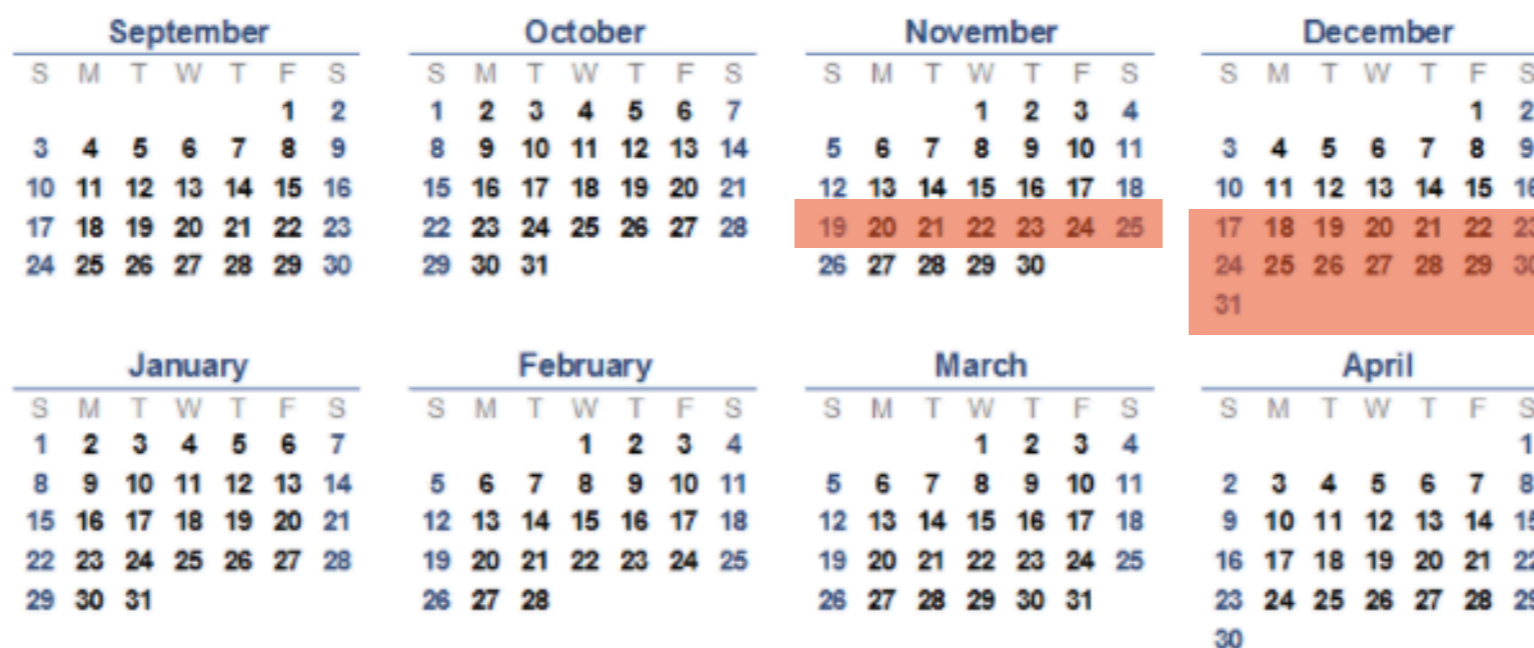 September October November December
S M T W T F S S M T W T F S S M T W T F S S M T W T F S
1 2 1 2 3 4 5 6 7 1 2 3 4 1 2
3 4 5 6 7 8 9 8 9 10 11 12 13 14 5 6 7 8 9 10 11 3 4 5 6 7 8 9
10 11 12 13 14 15 16 15 16 17 18 19 20 21 12 13 14 15 16 17 18 10 11 12 13 14 15 16
17 18 19 20 21 22 23 22 23 24 25 26 27 28 19 20 21 22 23 24 25 17 18 19 20 21 22 23
24 25 26 27 28 29 30 29 30 31 26 27 28 29 30 24 25 26 27 28 29 30
31
January February March April
S M T W T F S S M T W T F S S M T W T F S S M T W T F S
1 2 3 4 5 6 7 1 2 3 4 1 2 3 4 1
8 9 10 11 12 13 14 5 6 7 8 9 10 11 5 6 7 8 9 10 11 2 3 4 5 6 7 8
15 16 17 18 19 20 21 12 13 14 15 16 17 18 12 13 14 15 16 17 18 9 10 11 12 13 14 15
22 23 24 25 26 27 28 19 20 21 22 23 24 25 19 20 21 22 23 24 25 16 17 18 19 20 21 22
29 30 31 26 27 28 26 27 28 29 30 31 23 24 25 26 27 28 29
30